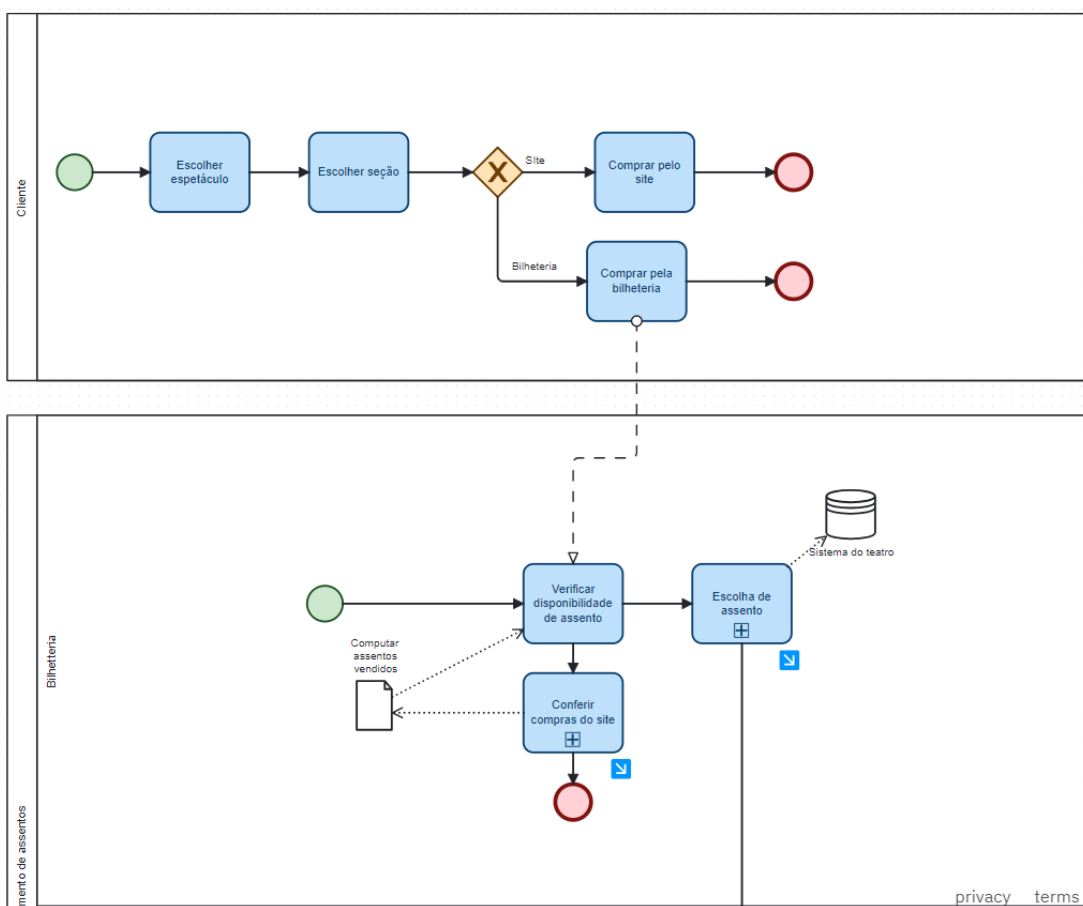 Cliente
Escolher
espetáculo
Escolher seção
X
Site
Comprar pelo
site
Bilheteria
Comprar pela
bilheteria
Bilhetteria
mento de assentos
Sistema do teatro
Verificar
disponibilidade
de assento
Escolha de
assento
Computar
assentos
vendidos
Conferir
compras do site
privacy
terms